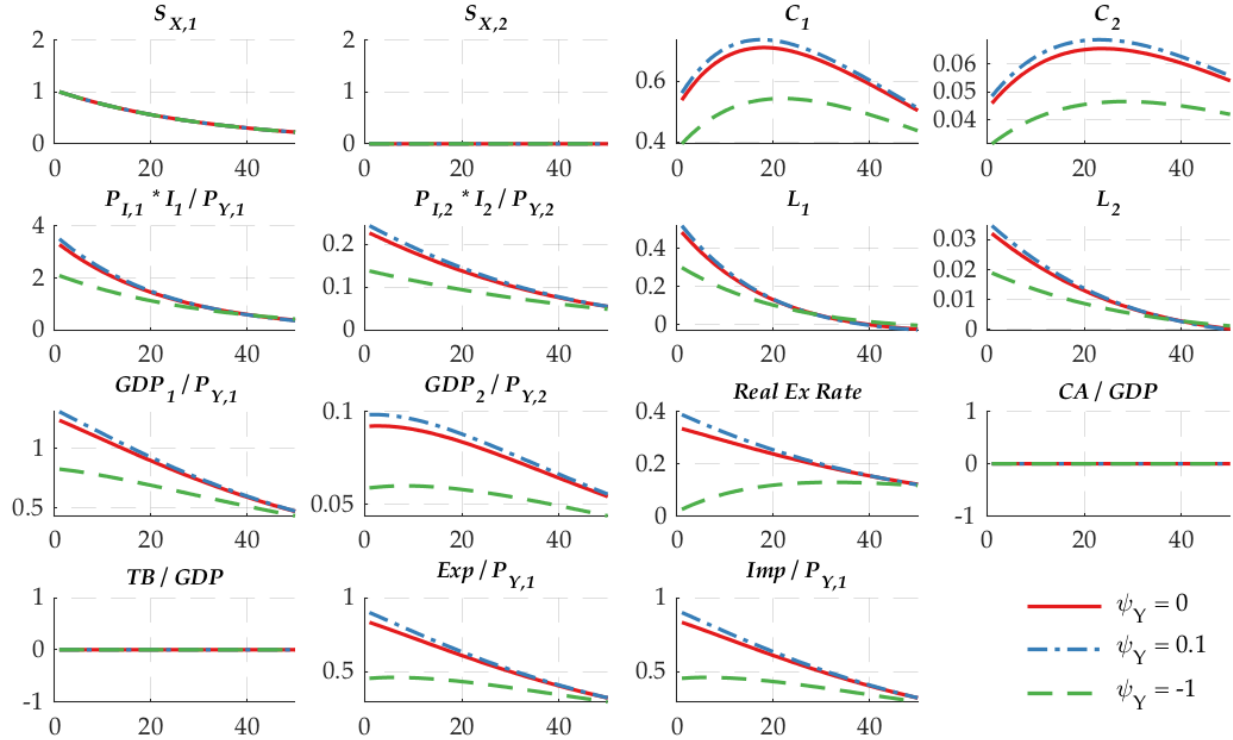 S_X,1
2
1
0
0 20 40
S_X,2
2
1
0
0 20 40
C_1
0.6
0.4
0 20 40
C_2
0.06
0.05
0.04
0 20 40
P_I,1 * I_1 / P_Y,1
4
2
0
0 20 40
P_I,2 * I_2 / P_Y,2
0.2
0.1
0
0 20 40
L_1
0.4
0.2
0
0 20 40
L_2
0.03
0.02
0.01
0
0 20 40
GDP_1 / P_Y,1
1
0.5
0 20 40
GDP_2 / P_Y,2
0.1
0.05
0 20 40
Real Ex Rate
0.4
0.2
0
0 20 40
CA / GDP
1
0
-1
0 20 40
TB / GDP
1
0
-1
0 20 40
Exp / P_Y,1
1
0.5
0 20 40
Imp / P_Y,1
1
0.5
0 20 40
ψ_Y = 0
ψ_Y = 0.1
ψ_Y = -1